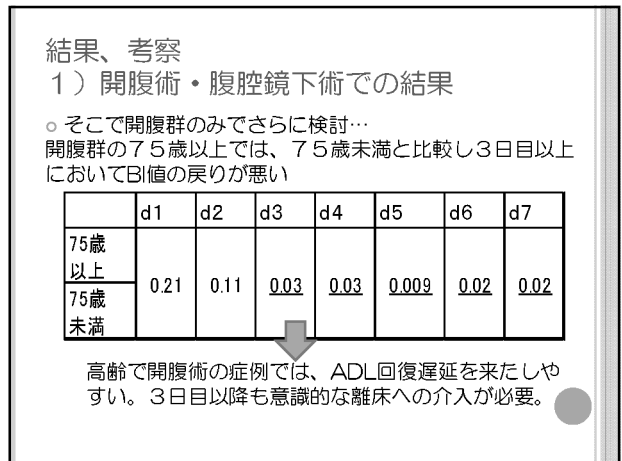 結果、考察
１）開腹術・腹腔鏡下術での結果
そこで開腹群のみでさらに検討…
開腹群の７５歳以上では、７５歳未満と比較し３日目以上
においてBI値の戻りが悪い
d1 d2 d3 d4 d5 d6 d7
75歳
以上
0.21 0.11 0.03 0.03 0.009 0.02 0.02
75歳
未満
高齢で開腹術の症例では、ADL回復遅延を来たしや
すい。３日目以降も意識的な離床への介入が必要。